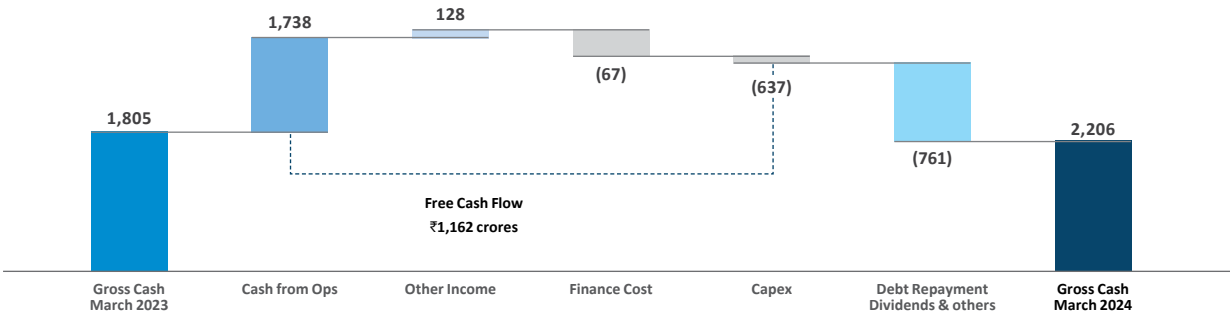 1,738
128
(67)
(637)
1,805
(761)
2,206
Free Cash Flow
₹1,162 crores
Gross Cash
March 2023
Cash from Ops
Other Income
Finance Cost
Capex
Debt Repayment
Dividends & others
Gross Cash
March 2024